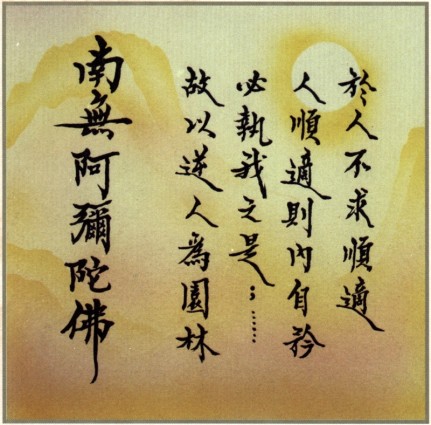 於人不求順適
人順適則內自矜
必執我之是；……
故以逆人為園林
南無阿彌陀佛